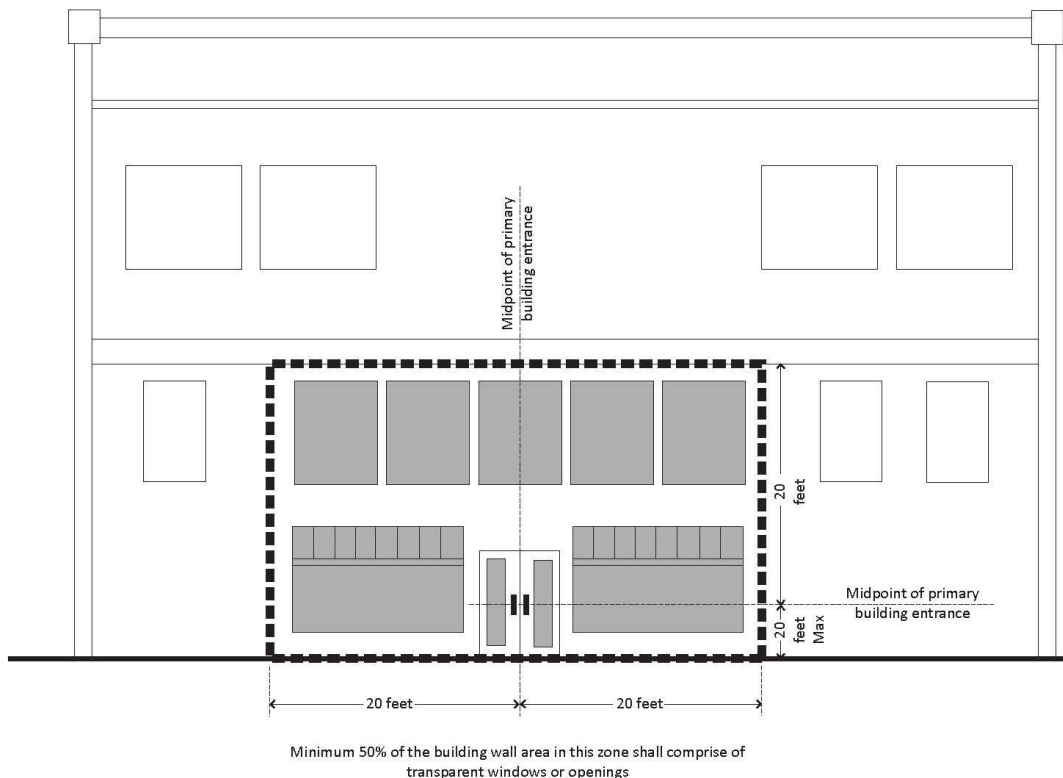 Midpoint of primary
building entrance
20
feet
Midpoint of primary
building entrance
20
feet
Max
20 feet
20 feet
Minimum 50% of the building wall area in this zone shall comprise of
transparent windows or openings